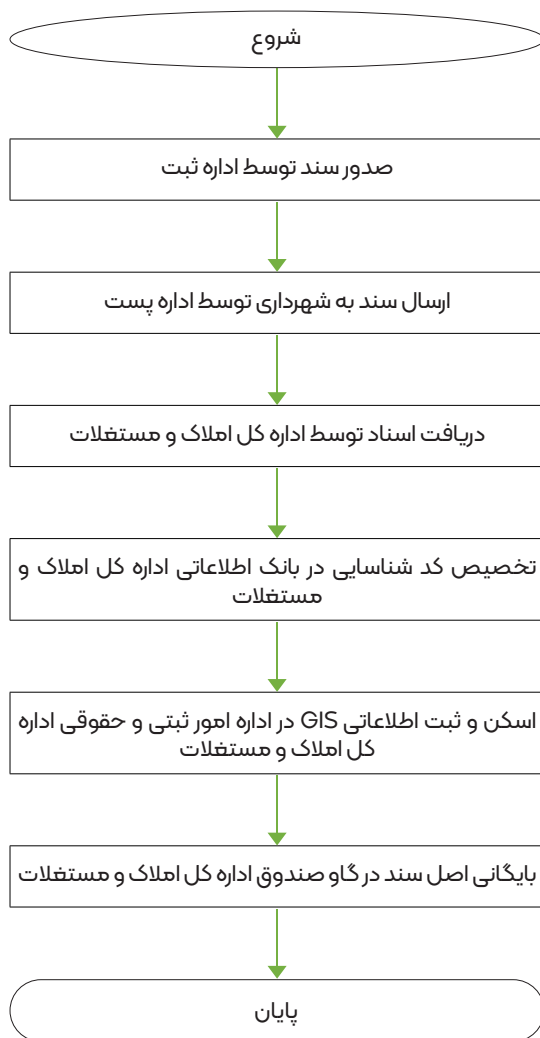 شروع
صدور سند توسط اداره ثبت
ارسال سند به شهرداری توسط اداره پست
دریافت اسناد توسط اداره کل املاک و مستغلات
تخصیص کد شناسایی در بانک اطلاعاتی اداره کل املاک و
مستغلات
اسکن و ثبت اطلاعاتی GIS در اداره امور ثبتی و حقوقی اداره
کل املاک و مستغلات
بایگانی اصل سند در گاو صندوق اداره کل املاک و مستغلات
پایان